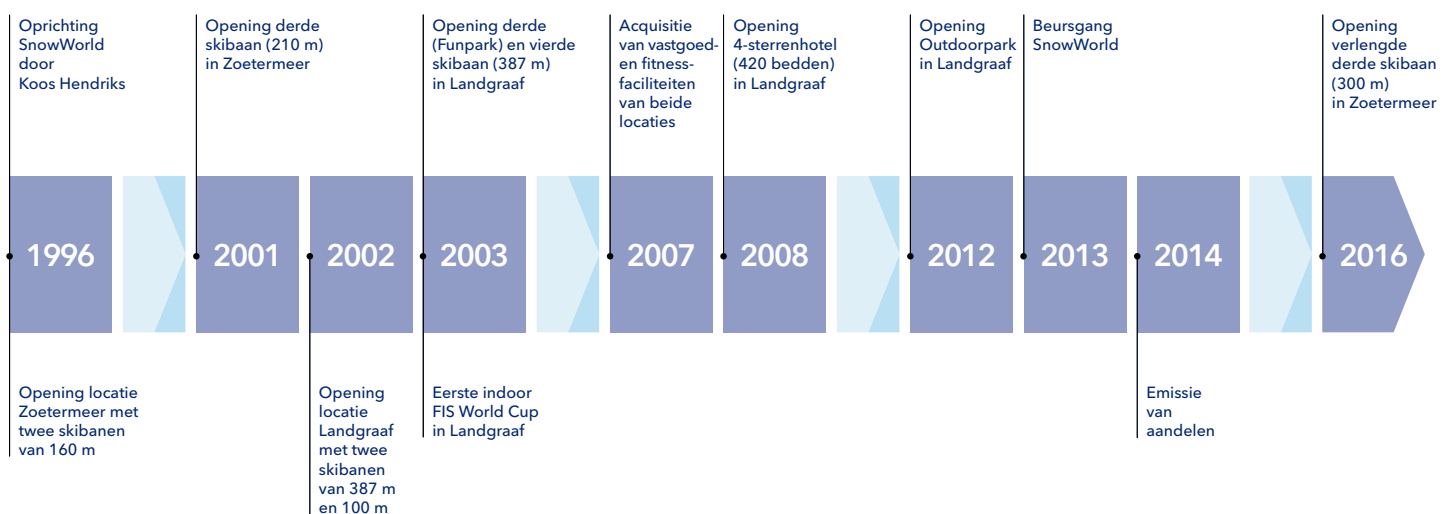 Oprichting
SnowWorld
door
Koos Hendriks
Opening derde
skibaan (210 m)
in Zoetermeer
Opening derde
(Funpark) en vierde
skibaan (387 m)
in Landgraaf
Acquisitie
van vastgoed-
en fitness-
faciliteiten
van beide
locaties
Opening
4-sterrenhotel
(420 bedden)
in Landgraaf
Opening
Outdoorpark
in Landgraaf
Beursgang
SnowWorld
Opening
verlengde
derde skibaan
(300 m)
in Zoetermeer
1996
2001
2002
2003
2007
2008
2012
2013
2014
2016
Opening locatie
Zoetermeer met
twee skibanen
van 160 m
Opening
locatie
Landgraaf
met twee
skibanen
van 387 m
en 100 m
Eerste indoor
FIS World Cup
in Landgraaf
Emissie
van
aandelen